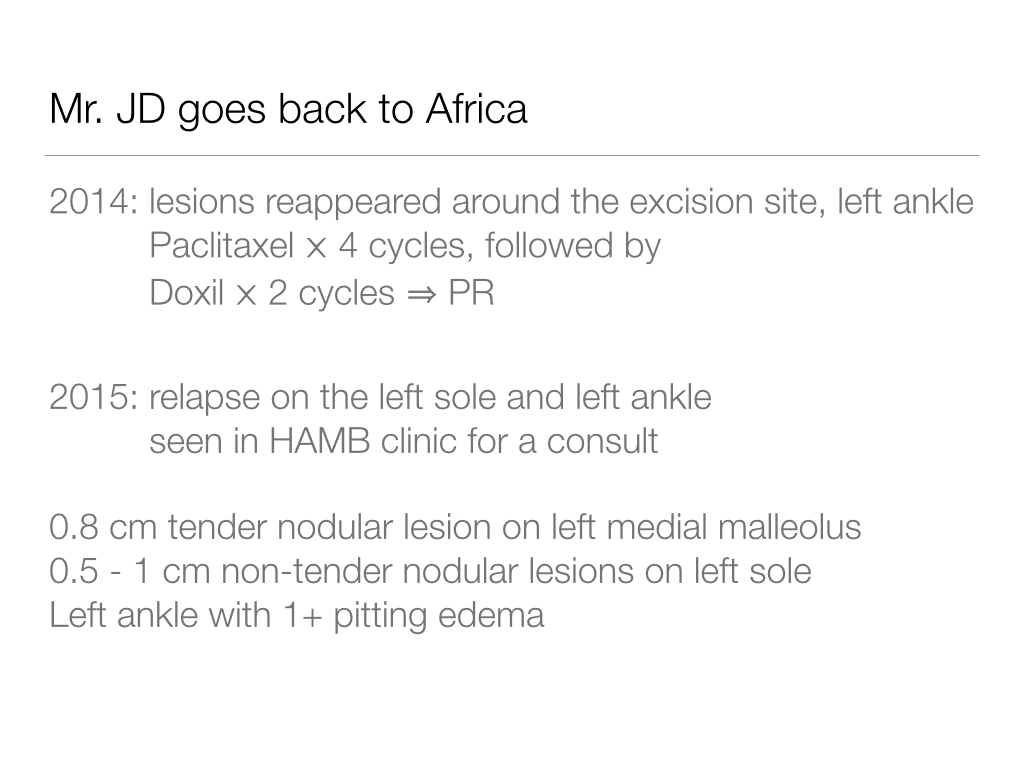 Mr. JD goes back to Africa
2014: lesions reappeared around the excision site, left ankle
Paclitaxel × 4 cycles, followed by
Doxil × 2 cycles ⇒ PR
2015: relapse on the left sole and left ankle
seen in HAMB clinic for a consult
0.8 cm tender nodular lesion on left medial malleolus
0.5 - 1 cm non-tender nodular lesions on left sole
Left ankle with 1+ pitting edema